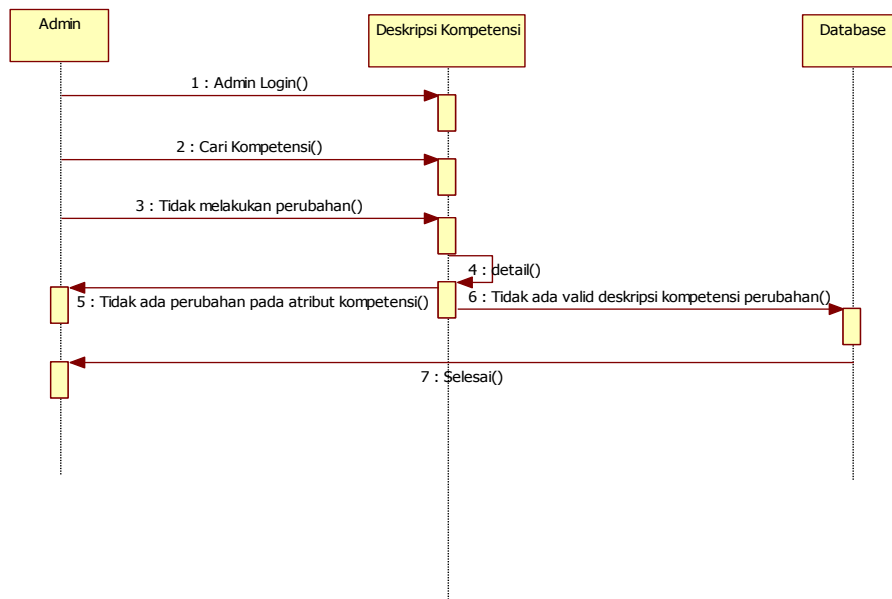 Admin
Deskripsi Kompetensi
Database
1 : Admin Login()
2 : Cari Kompetensi()
3 : Tidak melakukan perubahan()
4 : detail()
5 : Tidak ada perubahan pada atribut kompetensi()
6 : Tidak ada valid deskripsi kompetensi perubahan()
7 : Selesai()